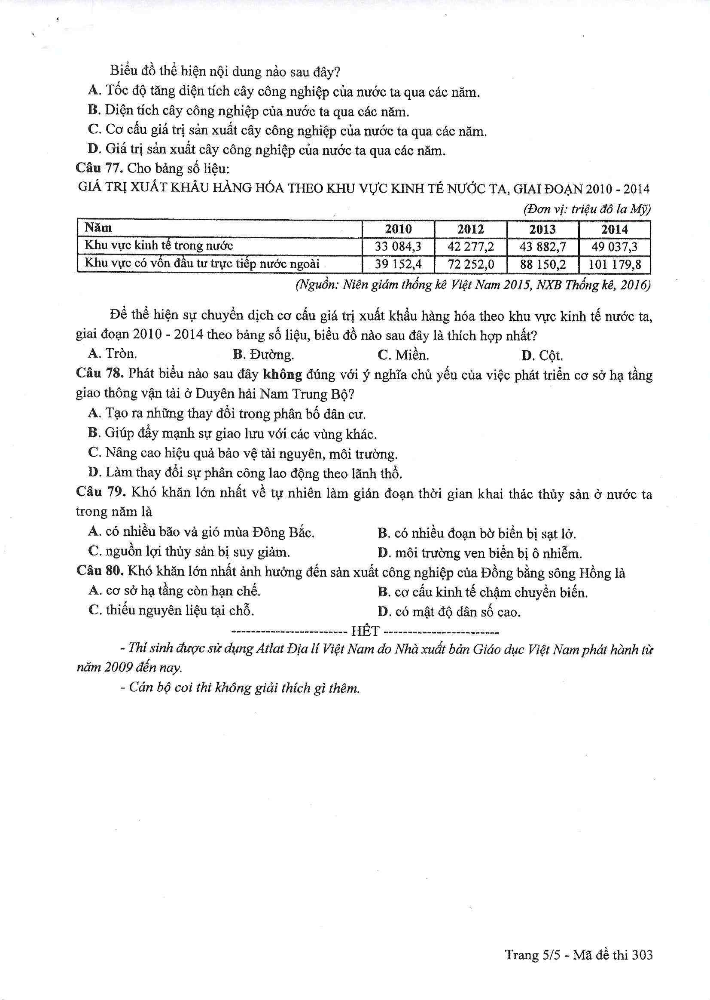 Biểu đồ thể hiện nội dung nào sau đây?
A. Tốc độ tăng diện tích cây công nghiệp của nước ta qua các năm.
B. Diện tích cây công nghiệp của nước ta qua các năm.
C. Cơ cấu giá trị sản xuất cây công nghiệp của nước ta qua các năm.
D. Giá trị sản xuất cây công nghiệp của nước ta qua các năm.
Câu 77. Cho bảng số liệu:
GIÁ TRỊ XUẤT KHẨU HÀNG HÓA THEO KHU VỰC KINH TẾ NƯỚC TA, GIAI ĐOẠN 2010 - 2014
(Đơn vị: triệu đô la Mỹ)
Năm 2010 2012 2013 2014
Khu vực kinh tế trong nước 33 084,3 42 277,2 43 882,7 49 037,3
Khu vực có vốn đầu tư trực tiếp nước ngoài 39 152,4 72 252,0 88 150,2 101 179,8
(Nguồn: Niên giám thống kê Việt Nam 2015, NXB Thống kê, 2016)
Để thể hiện sự chuyển dịch cơ cấu giá trị xuất khẩu hàng hóa theo khu vực kinh tế nước ta,
giai đoạn 2010 - 2014 theo bảng số liệu, biểu đồ nào sau đây là thích hợp nhất?
A. Tròn. B. Đường. C. Miền. D. Cột.
Câu 78. Phát biểu nào sau đây không đúng với ý nghĩa chủ yếu của việc phát triển cơ sở hạ tầng
giao thông vận tải ở Duyên hải Nam Trung Bộ?
A. Tạo ra những thay đổi trong phân bố dân cư.
B. Giúp đẩy mạnh sự giao lưu với các vùng khác.
C. Nâng cao hiệu quả bảo vệ tài nguyên, môi trường.
D. Làm thay đổi sự phân công lao động theo lãnh thổ.
Câu 79. Khó khăn lớn nhất về tự nhiên làm gián đoạn thời gian khai thác thủy sản ở nước ta
trong năm là
A. có nhiều bão và gió mùa Đông Bắc. B. có nhiều đoạn bờ biển bị sạt lở.
C. nguồn lợi thủy sản bị suy giảm. D. môi trường ven biển bị ô nhiễm.
Câu 80. Khó khăn lớn nhất ảnh hưởng đến sản xuất công nghiệp của Đồng bằng sông Hồng là
A. cơ sở hạ tầng còn hạn chế. B. cơ cấu kinh tế chậm chuyển biến.
C. thiếu nguyên liệu tại chỗ. D. có mật độ dân số cao.
------------------------ HẾT ------------------------
- Thí sinh được sử dụng Atlat Địa lí Việt Nam do Nhà xuất bản Giáo dục Việt Nam phát hành từ
năm 2009 đến nay.
- Cán bộ coi thi không giải thích gì thêm.
Trang 5/5 - Mã đề thi 303